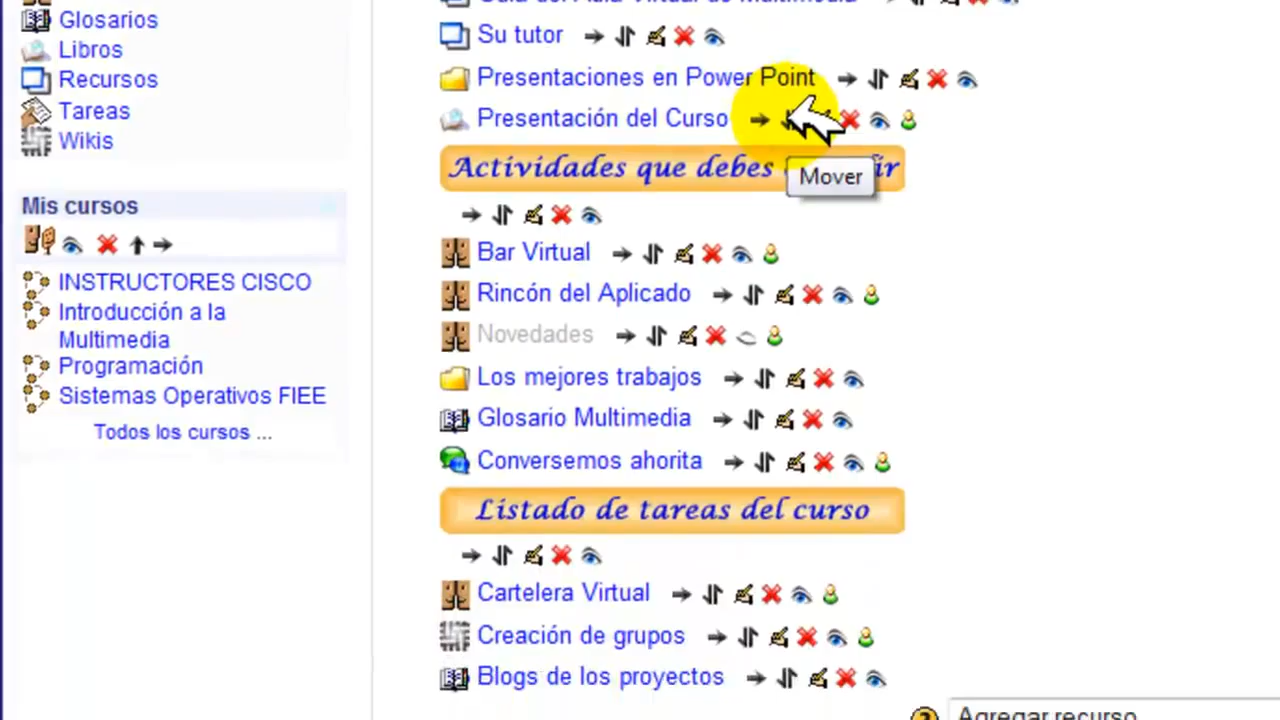 Glosarios
Libros
Recursos
Tareas
Wikis
Mis cursos
INSTRUCTORES CISCO
Introducción a la
Multimedia
Programación
Sistemas Operativos FIEE
Todos los cursos ...
Su tutor
Presentaciones en Power Point
Presentación del Curso
Mover
Actividades que debes
Bar Virtual
Rincón del Aplicado
Novedades
Los mejores trabajos
Glosario Multimedia
Conversemos ahorita
Listado de tareas del curso
Cartelera Virtual
Creación de grupos
Blogs de los proyectos
Agregar recurso